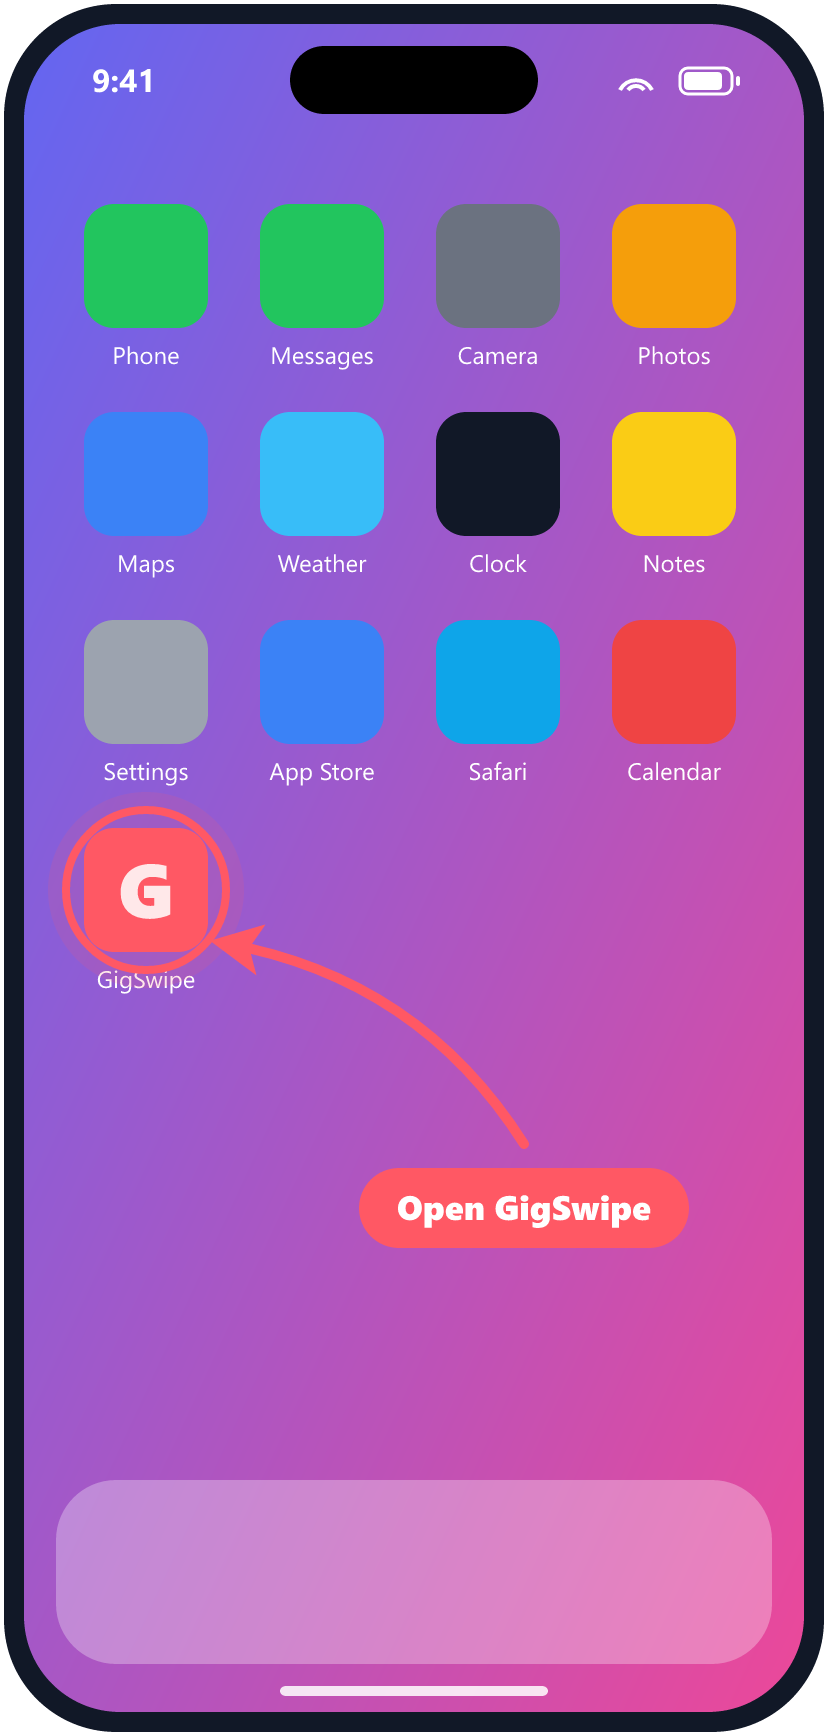 9:41
Phone
Messages
Camera
Photos
Maps
Weather
Clock
Notes
Settings
App Store
Safari
Calendar
G
GigSwipe
Open GigSwipe